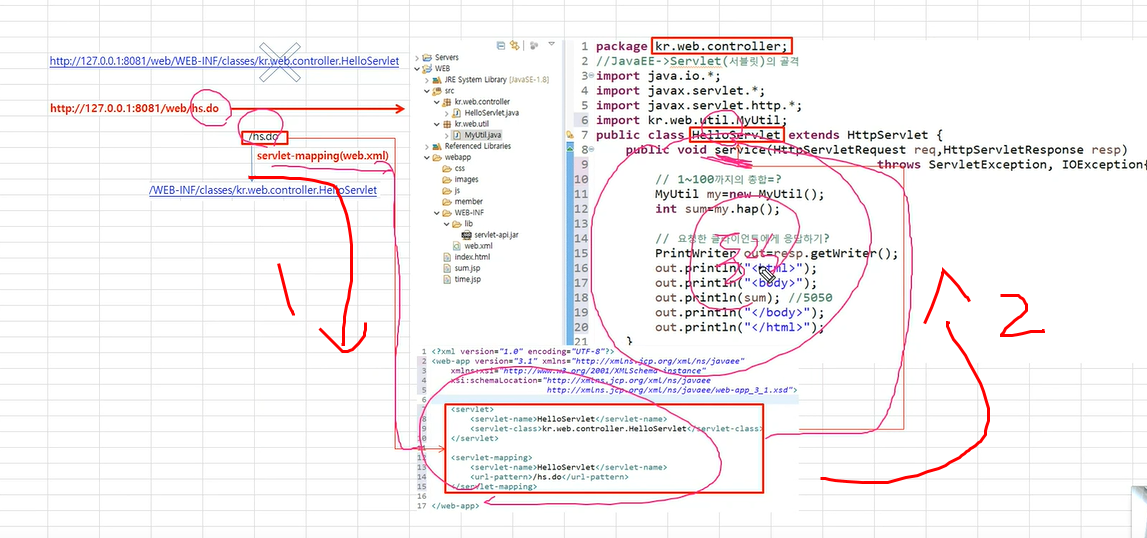 http://127.0.0.1:8081/web/WEB-INF/classes/kr.web.controller.HelloServlet
http://127.0.0.1:8081/web/hs.do
/hs.do
servlet-mapping(web.xml)
/WEB-INF/classes/kr.web.controller.HelloServlet
Servers
WEB
JRE System Library [JavaSE-1.8]
src
kr.web.controller
HelloServlet.java
kr.web.util
MyUtil.java
Referenced Libraries
webapp
css
images
js
member
WEB-INF
lib
servlet-api.jar
web.xml
index.html
sum.jsp
time.jsp
1 package kr.web.controller;
2 //JavaEE->Servlet(서블릿)의 골격
3 import java.io.*;
4 import javax.servlet.*;
5 import javax.servlet.http.*;
6 import kr.web.util.MyUtil;
7 public class HelloServlet extends HttpServlet {
8 public void service(HttpServletRequest req,HttpServletResponse resp)
9 throws ServletException, IOException{
10 // 1~100까지의 총합=?
11 MyUtil my=new MyUtil();
12 int sum=my.hap();
13
14 // 요청한 클라이언트에게 응답하기?
15 PrintWriter out=resp.getWriter();
16 out.println("<html>");
17 out.println("<body>");
18 out.println(sum); //5050
19 out.println("</body>");
20 out.println("</html>");
21 }
1 <?xml version="1.0" encoding="UTF-8"?>
2 <web-app version="3.1" xmlns="http://xmlns.jcp.org/xml/ns/javaee"
3 xmlns:xsi="http://www.w3.org/2001/XMLSchema-instance"
4 xsi:schemaLocation="http://xmlns.jcp.org/xml/ns/javaee
5 http://xmlns.jcp.org/xml/ns/javaee/web-app_3_1.xsd">
6
7 <servlet>
8 <servlet-name>HelloServlet</servlet-name>
9 <servlet-class>kr.web.controller.HelloServlet</servlet-class>
10 </servlet>
11
12 <servlet-mapping>
13 <servlet-name>HelloServlet</servlet-name>
14 <url-pattern>/hs.do</url-pattern>
15 </servlet-mapping>
16
17 </web-app>
1
2